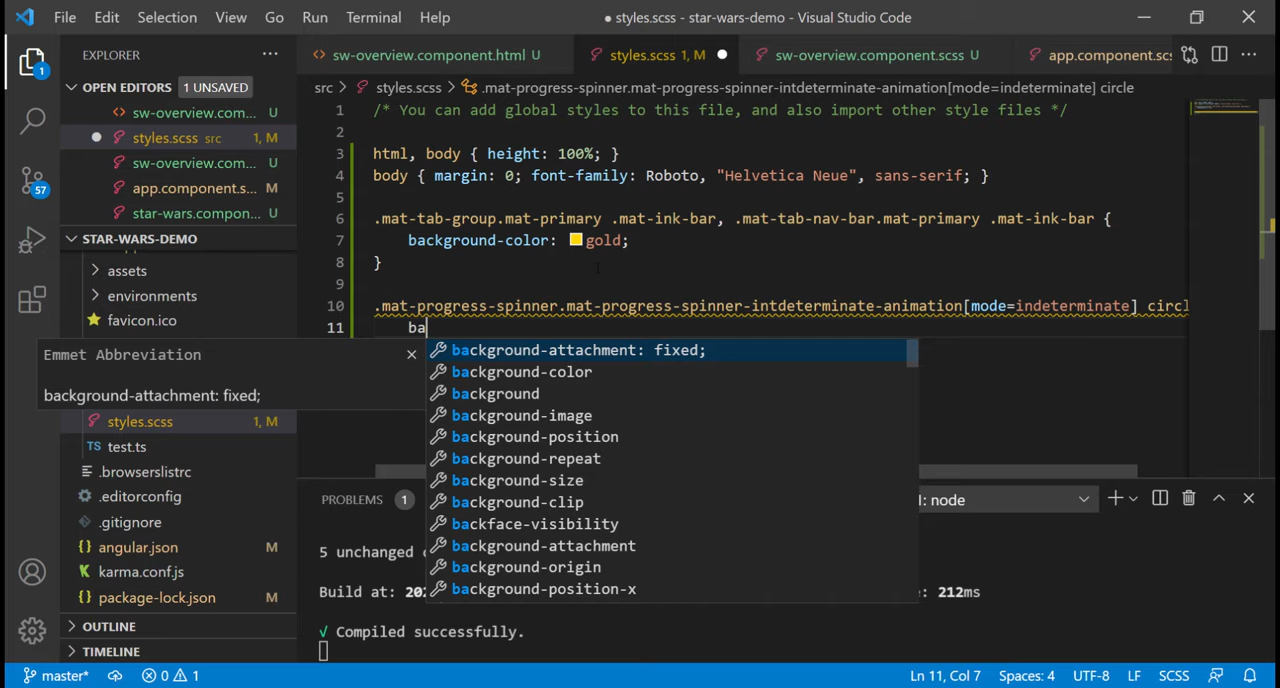 File Edit Selection View Go Run Terminal Help ● styles.scss - star-wars-demo - Visual Studio Code
EXPLORER ...
sw-overview.component.html U styles.scss 1, M sw-overview.component.scss U app.component.sc
OPEN EDITORS 1 UNSAVED
src > styles.scss > .mat-progress-spinner.mat-progress-spinner-intdeterminate-animation[mode=indeterminate] circle
sw-overview.com... U
styles.scss src 1, M
sw-overview.com... U
app.component.s... M
star-wars.compon... U
STAR-WARS-DEMO
assets
environments
favicon.ico
1 /* You can add global styles to this file, and also import other style files */
2
3 html, body { height: 100%; }
4 body { margin: 0; font-family: Roboto, "Helvetica Neue", sans-serif; }
5
6 .mat-tab-group.mat-primary .mat-ink-bar, .mat-tab-nav-bar.mat-primary .mat-ink-bar {
7 background-color: gold;
8 }
9
10 .mat-progress-spinner.mat-progress-spinner-intdeterminate-animation[mode=indeterminate] circl
11 ba
Emmet Abbreviation
background-attachment: fixed;
background-attachment: fixed;
background-color
background
background-image
background-position
background-repeat
background-size
background-clip
backface-visibility
background-attachment
background-origin
background-position-x
styles.scss 1, M
TS test.ts
.browserslistrc
.editorconfig
.gitignore
{} angular.json M
karma.conf.js
{} package-lock.json M
OUTLINE
TIMELINE
PROBLEMS 1
: node
5 unchanged
Build at: : 212ms
√ Compiled successfully.
1
57
master* 0 1 Ln 11, Col 7 Spaces: 4 UTF-8 LF SCSS